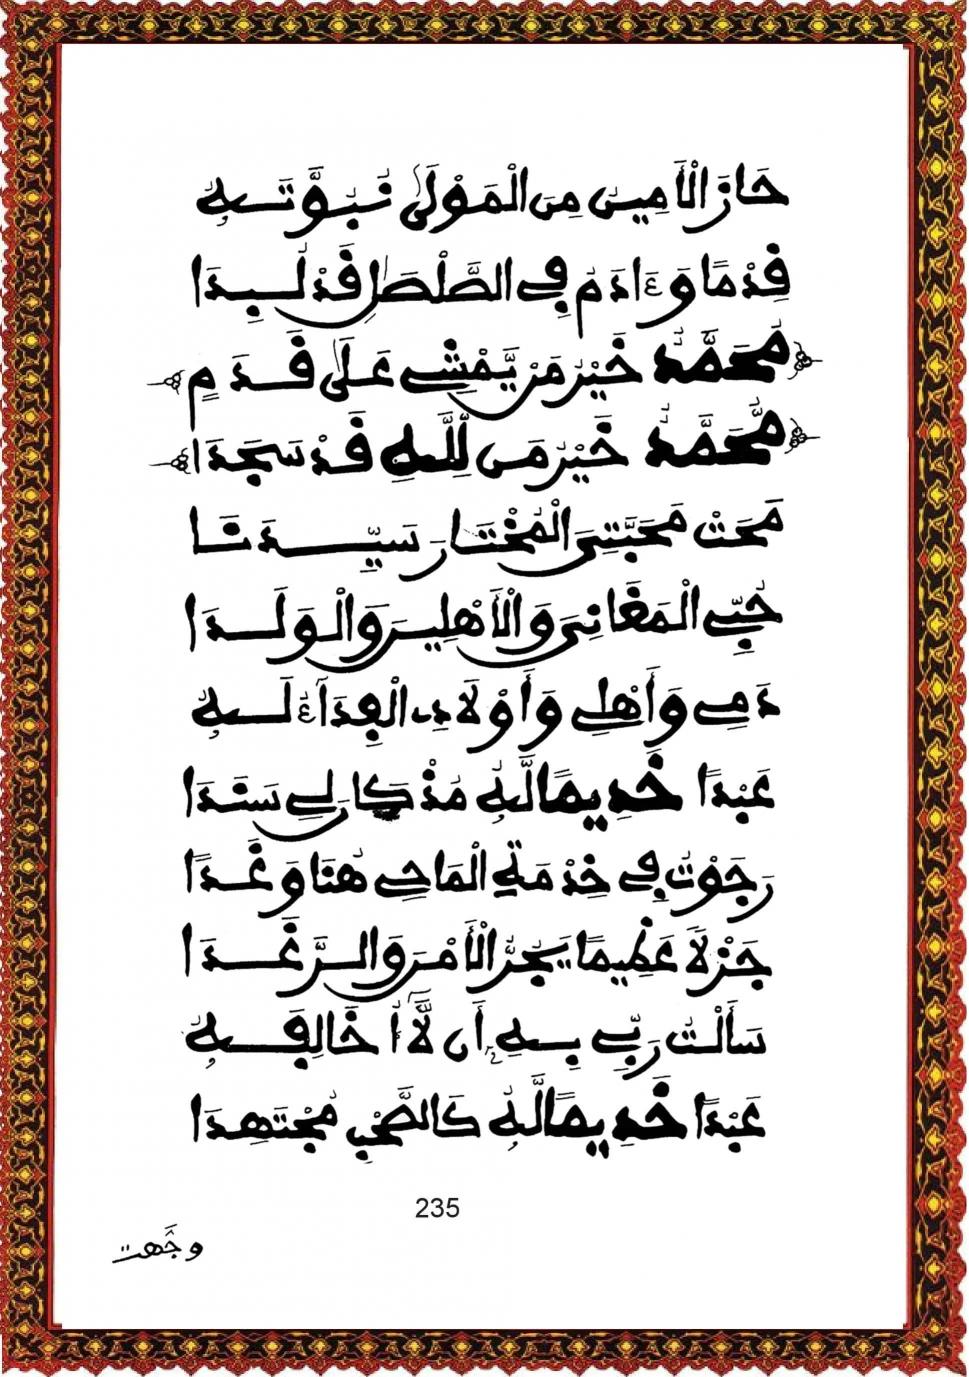 حَازَ الْأَمِينُ مِنَ الْمَوْلَىٰ نُبُوَّتَهُ
قِدْمًا وَءَادَمُ فِي الصَّلْصَالِ قَدْ لُبِدَا
مُحَمَّدٌ خَيْرُ مَنْ يَّمْشِي عَلَىٰ قَدَمٍ
مُحَمَّدٌ خَيْرُ مَن لِّلَّهِ قَدْ سَجَدَا
مَحَتْ مَحَبَّتِيَ الْمُخْتَارَ سَيِّدَنَا
حُبِّي الْمَغَانِيَ وَالْأَهْلِينَ وَالْوَلَدَا
دَمِي وَأَهْلِي وَأَوْلَادِي الْفِدَاءُ لَهُ
عَبْدًا خَدِيمًا لَّهُ مُذْ كَانَ لِي سَنَدَا
رَجَوْتُ فِي خِدْمَةِ الْمَاحِي هُنَا وَغَدًا
جَزْلًا عَظِيمًا يَجُرُّ الْأَمْنَ وَالرَّغَدَا
سَأَلْتُ رَبِّي بِهِ أَن لَّا أُخَالِفَهُ
عَبْدًا خَدِيمًا لَّهُ كَالصَّحْبِ مُجْتَهِدَا
235
وجَّهت